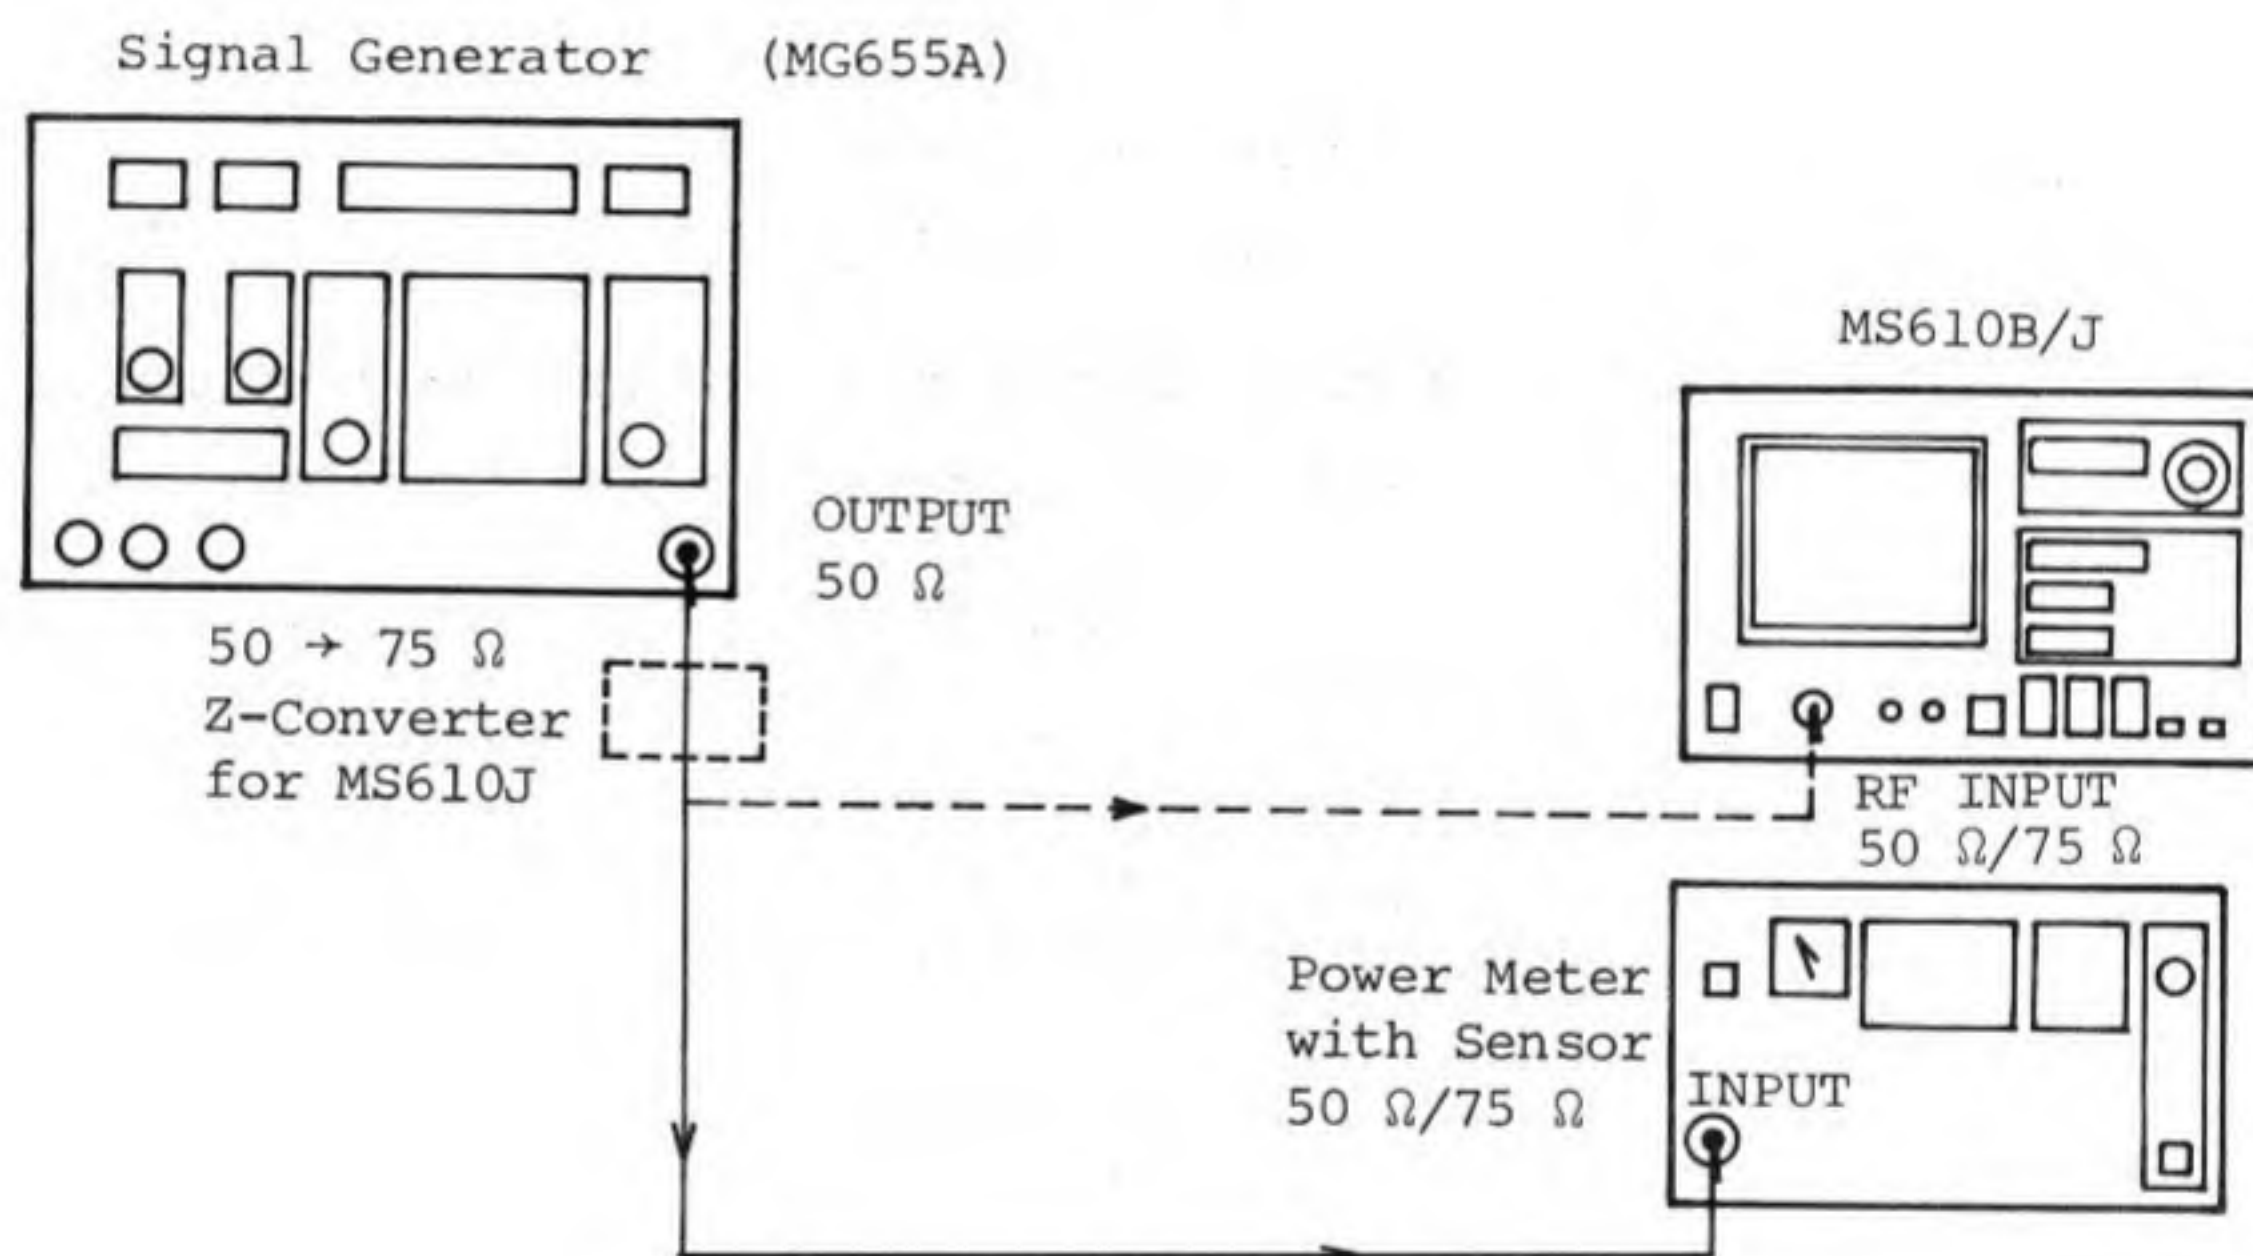 Signal Generator (MG655A)
OUTPUT
50 Ω
50 → 75 Ω
Z-Converter
for MS610J
MS610B/J
RF INPUT
50 Ω/75 Ω
Power Meter
with Sensor
50 Ω/75 Ω
INPUT